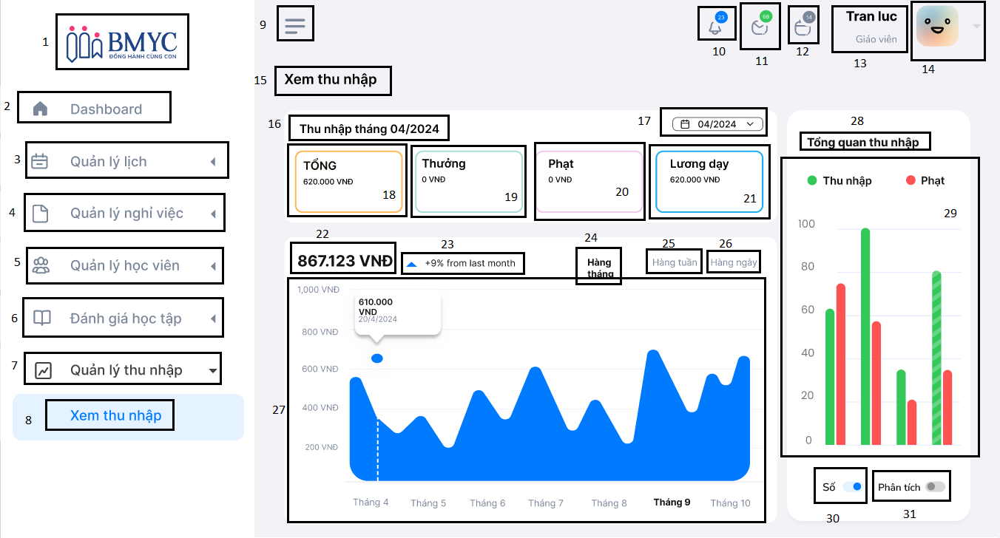 1
BMYC
ĐỒNG HÀNH CÙNG CON
2
Dashboard
3
Quản lý lịch
4
Quản lý nghỉ việc
5
Quản lý học viên
6
Đánh giá học tập
7
Quản lý thu nhập
8
Xem thu nhập
9
23
10
68
11
14
12
Tran luc
Giáo viên
13
14
15
Xem thu nhập
16
Thu nhập tháng 04/2024
17
04/2024
TỔNG
620.000 VNĐ
18
Thưởng
0 VNĐ
19
Phạt
0 VNĐ
20
Lương dạy
620.000 VNĐ
21
22
867.123 VNĐ
23
+9% from last month
24
Hàng
tháng
25
Hàng tuần
26
Hàng ngày
27
1,000 VNĐ
800 VNĐ
600 VNĐ
400 VNĐ
200 VNĐ
610.000
VND
20/4/2024
Tháng 4
Tháng 5
Tháng 6
Tháng 7
Tháng 8
Tháng 9
Tháng 10
28
Tổng quan thu nhập
Thu nhập
Phạt
29
100
80
60
40
20
0
Số
30
Phân tích
31